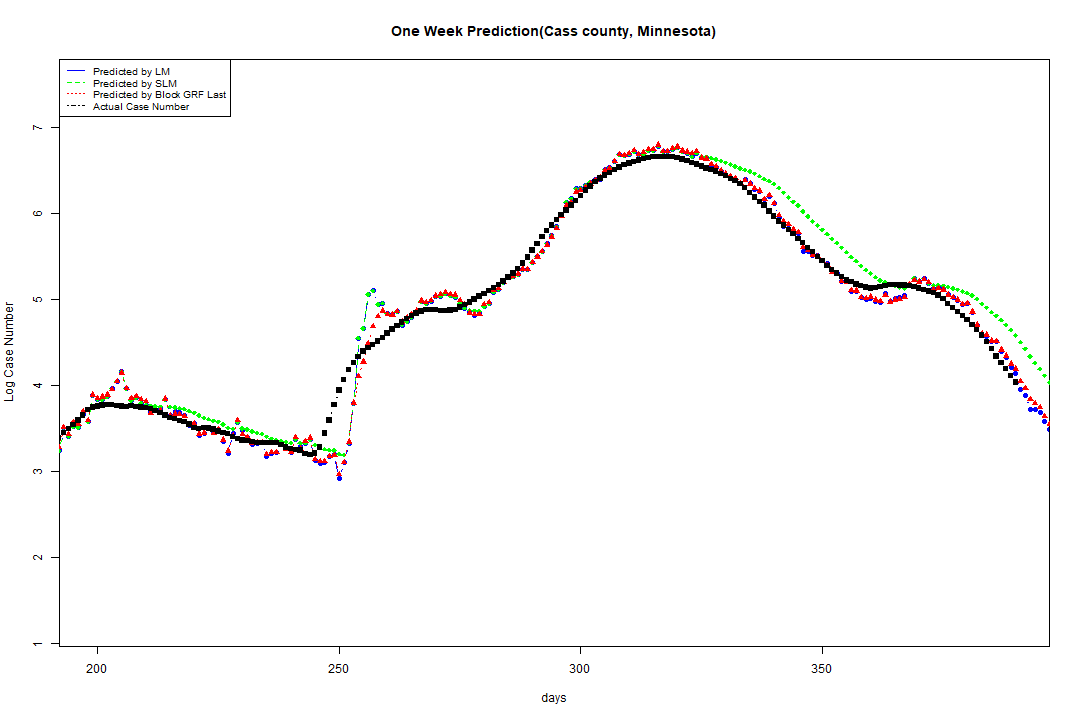 One Week Prediction(Cass county, Minnesota)
Predicted by LM
Predicted by SLM
Predicted by Block GRF Last
Actual Case Number
7
6
5
4
3
2
1
Log Case Number
200
250
300
350
days